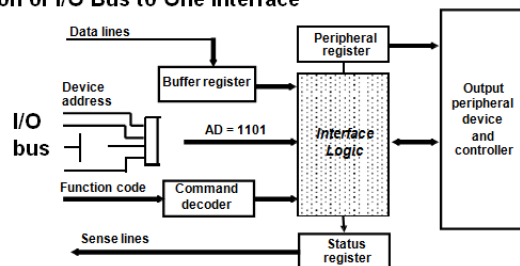 on of I/O Bus to One Interface
Data lines
Peripheral
register
Buffer register
Device
address
I/O
bus
AD = 1101
Interface
Logic
Output
peripheral
device
and
controller
Function code
Command
decoder
Sense lines
Status
register